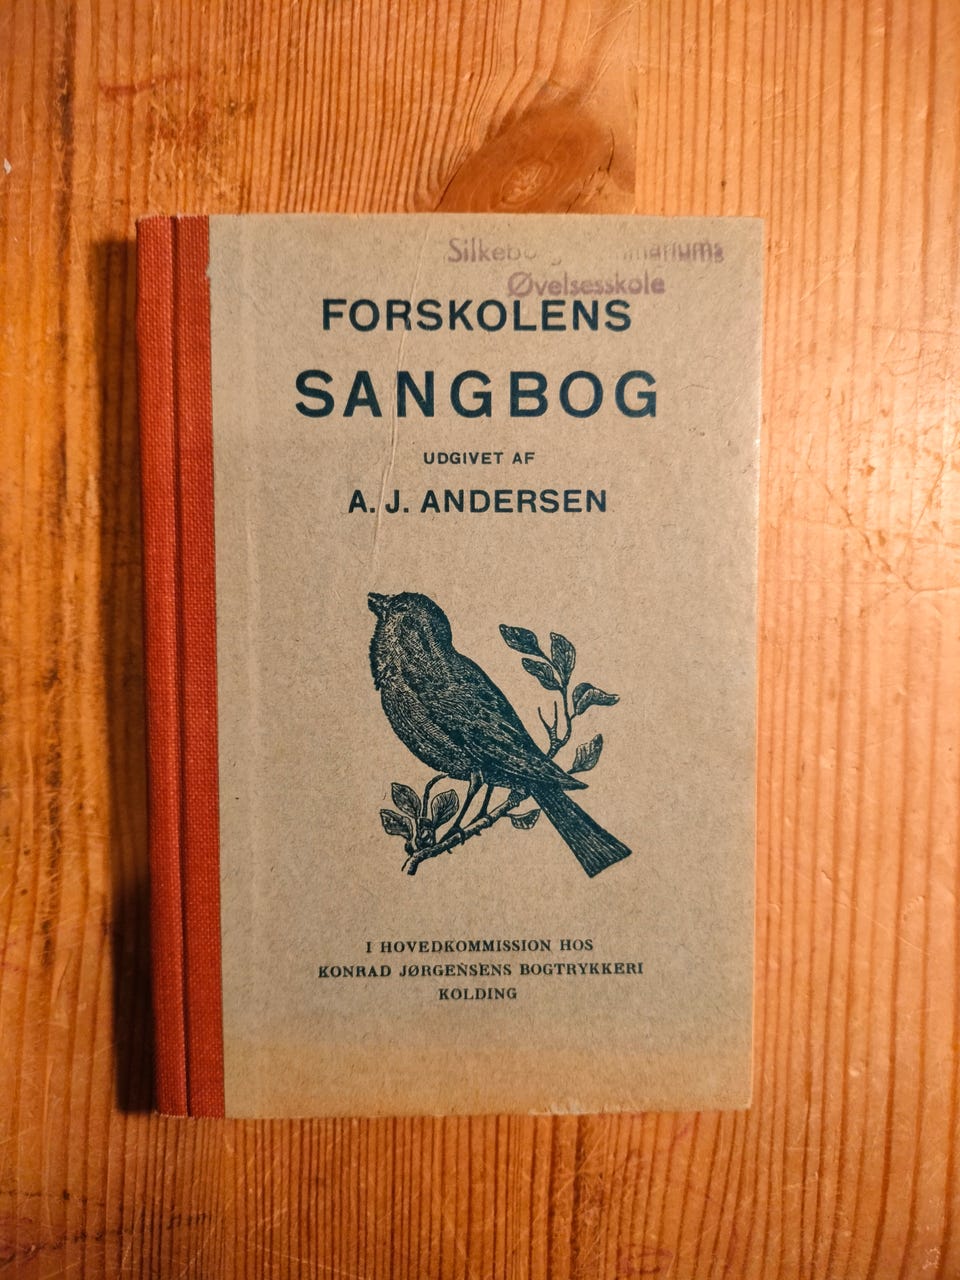 Øvelsesskole
FORSKOLENS
SANGBOG
UDGIVET AF
A. J. ANDERSEN
I HOVEDKOMMISSION HOS
KONRAD JØRGENSENS BOGTRYKKERI
KOLDING